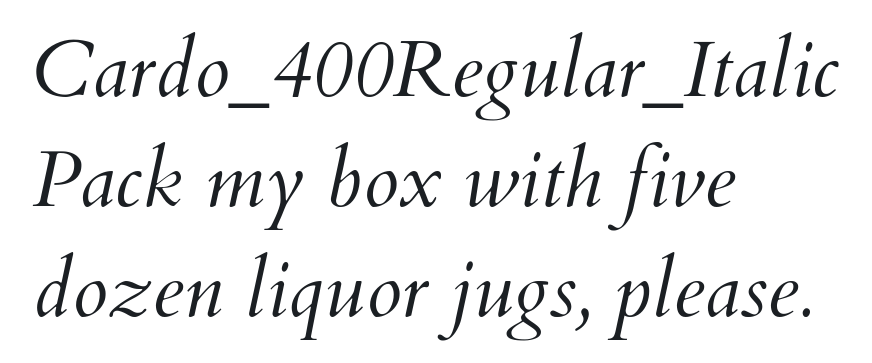 Cardo_400Regular_Italic
Pack my box with five
dozen liquor jugs, please.